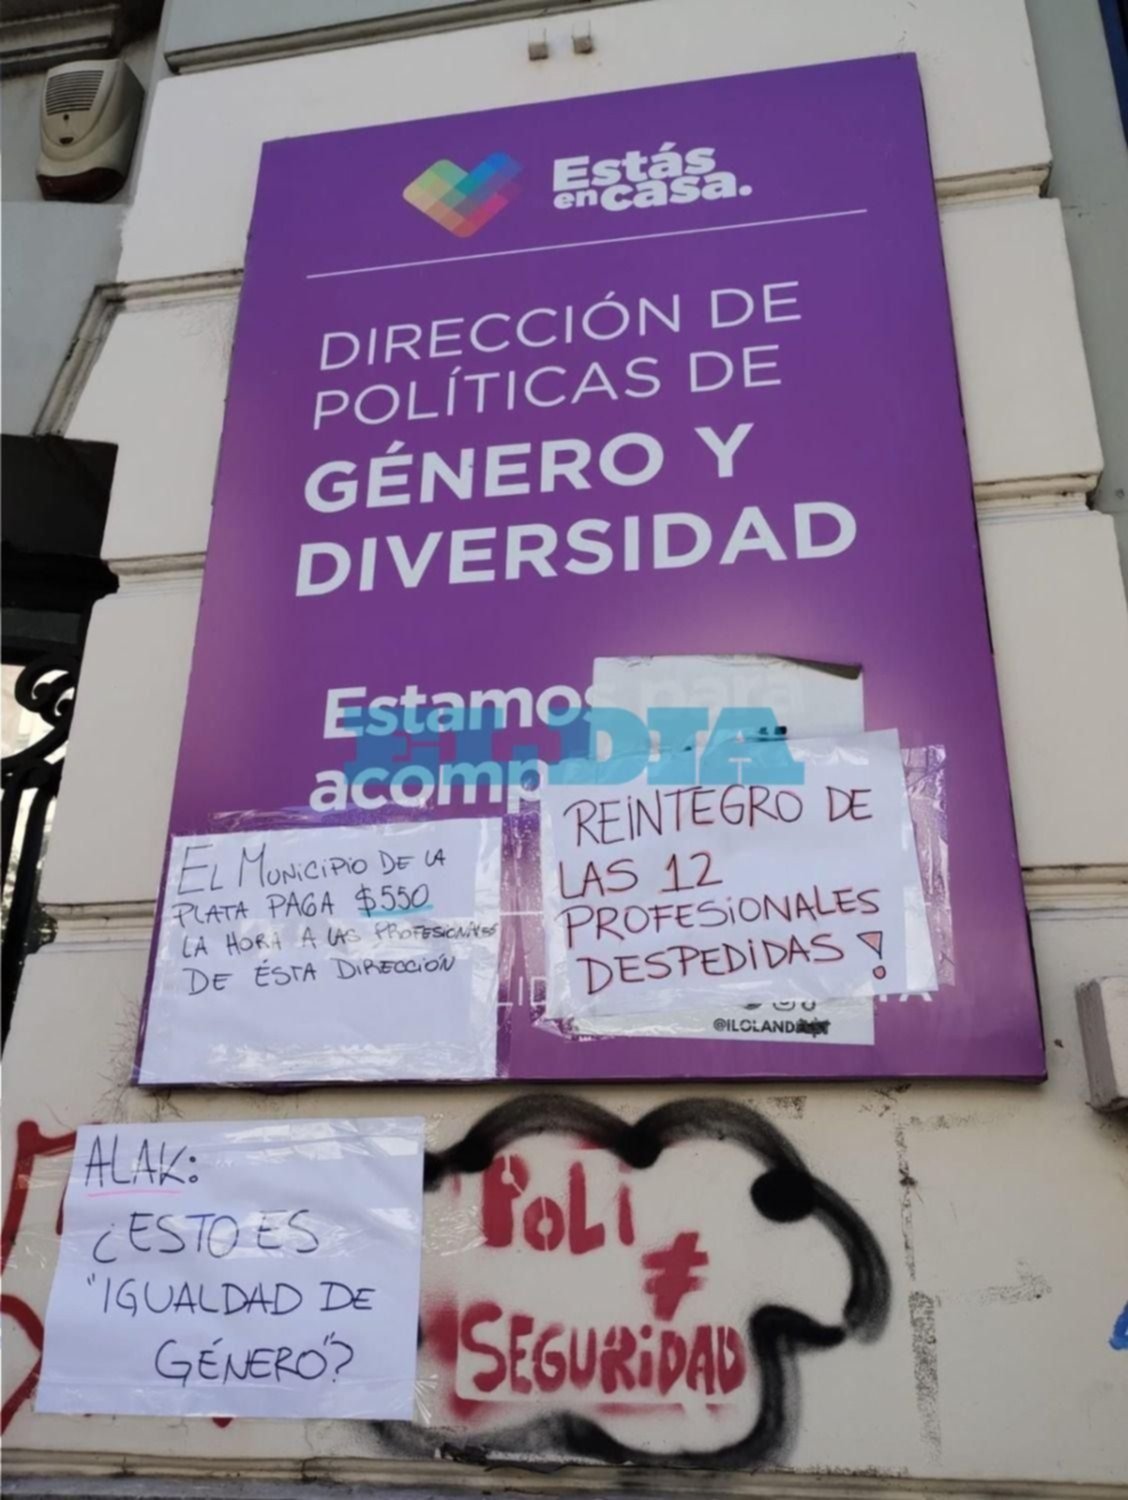 Estás
en casa.
DIRECCIÓN DE
POLÍTICAS DE
GÉNERO Y
DIVERSIDAD
Estamos para
EL DIA
acomp
EL MUNICIPIO DE LA
PLATA PAGA $550
LA HORA A LAS PROFESIONALES
DE ÉSTA DIRECCIÓN
REINTEGRO DE
LAS 12
PROFESIONALES
DESPEDIDAS!
@ILOLAND
ALAK:
¿ESTO ES
"IGUALDAD DE
GÉNERO"?
POLI
≠
SEGURIDAD